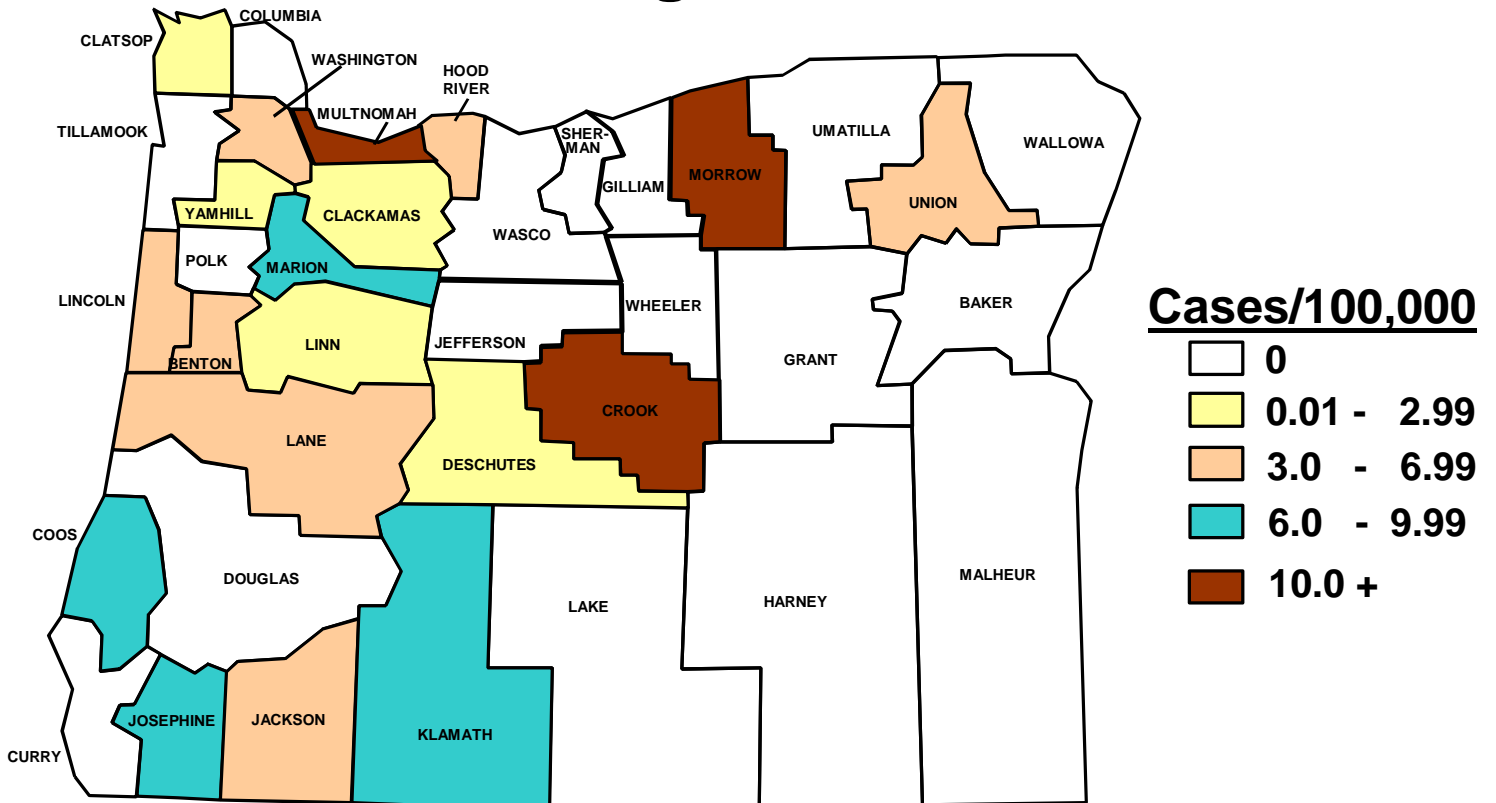 COLUMBIA
CLATSOP
WASHINGTON
HOOD
RIVER
MULTNOMAH
TILLAMOOK
SHER-
MAN
UMATILLA
WALLOWA
GILLIAM
MORROW
YAMHILL
CLACKAMAS
UNION
WASCO
POLK
MARION
LINCOLN
WHEELER
BAKER
BENTON
LINN
JEFFERSON
GRANT
CROOK
LANE
DESCHUTES
COOS
DOUGLAS
LAKE
HARNEY
MALHEUR
JOSEPHINE
JACKSON
KLAMATH
CURRY
Cases/100,000
0
0.01 - 2.99
3.0 - 6.99
6.0 - 9.99
10.0 +